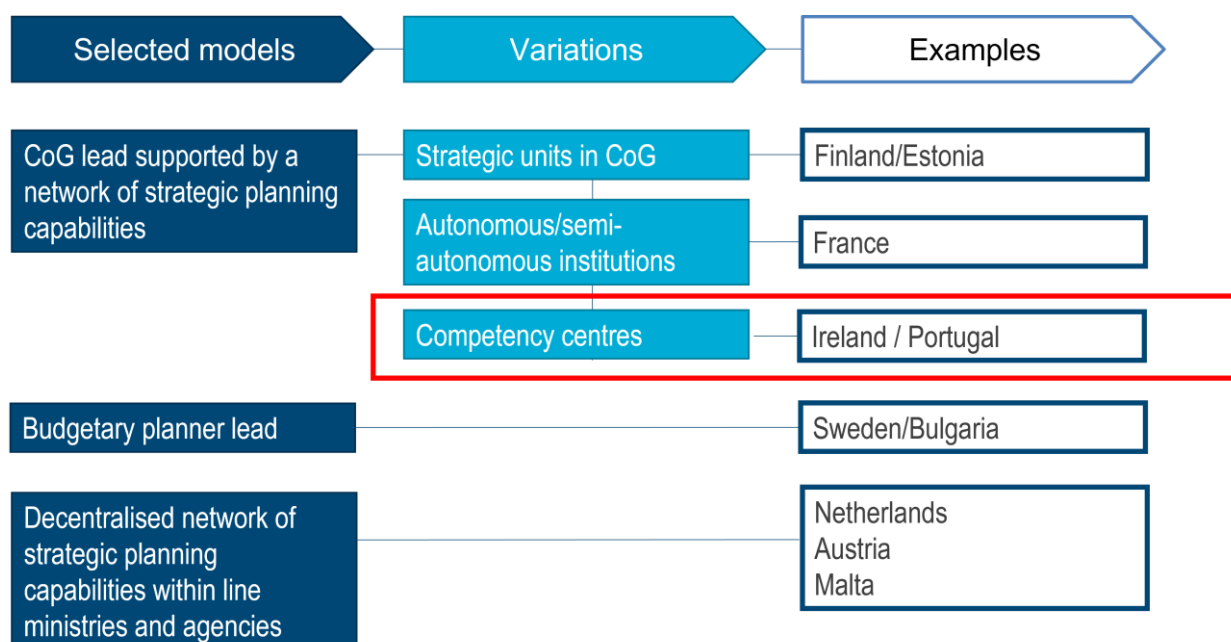 Selected models
Variations
Examples
CoG lead supported by a
network of strategic planning
capabilities
Strategic units in CoG
Finland/Estonia
Autonomous/semi-
autonomous institutions
France
Competency centres
Ireland / Portugal
Budgetary planner lead
Sweden/Bulgaria
Decentralised network of
strategic planning
capabilities within line
ministries and agencies
Netherlands
Austria
Malta